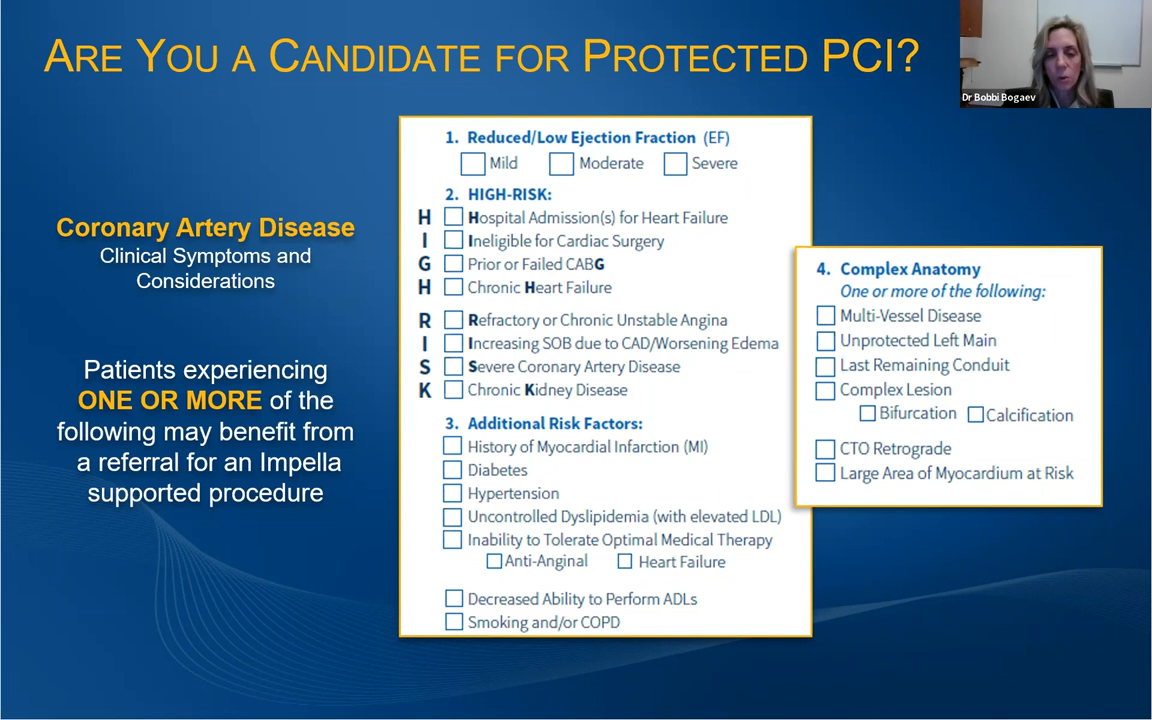 ARE YOU A CANDIDATE FOR PROTECTED PCI?
Dr Bobbi Bogaev
Coronary Artery Disease
Clinical Symptoms and
Considerations
Patients experiencing
ONE OR MORE of the
following may benefit from
a referral for an Impella
supported procedure
1. Reduced/Low Ejection Fraction (EF)
Mild Moderate Severe
2. HIGH-RISK:
H Hospital Admission(s) for Heart Failure
I Ineligible for Cardiac Surgery
G Prior or Failed CABG
H Chronic Heart Failure
R Refractory or Chronic Unstable Angina
I Increasing SOB due to CAD/Worsening Edema
S Severe Coronary Artery Disease
K Chronic Kidney Disease
3. Additional Risk Factors:
History of Myocardial Infarction (MI)
Diabetes
Hypertension
Uncontrolled Dyslipidemia (with elevated LDL)
Inability to Tolerate Optimal Medical Therapy
Anti-Anginal Heart Failure
Decreased Ability to Perform ADLs
Smoking and/or COPD
4. Complex Anatomy
One or more of the following:
Multi-Vessel Disease
Unprotected Left Main
Last Remaining Conduit
Complex Lesion
Bifurcation Calcification
CTO Retrograde
Large Area of Myocardium at Risk